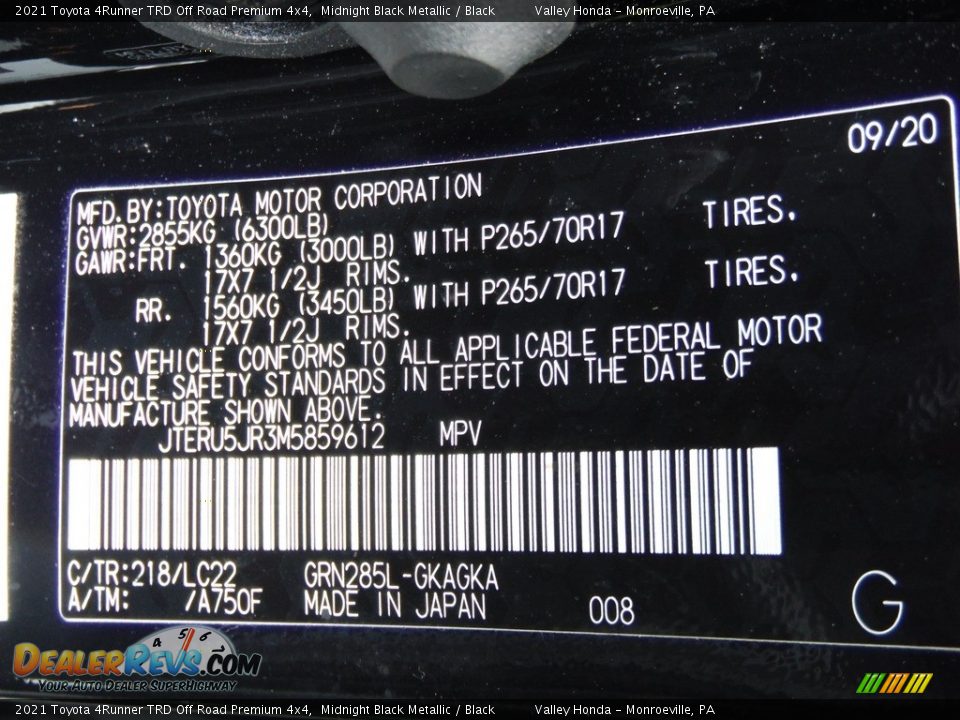 2021 Toyota 4Runner TRD Off Road Premium 4x4, Midnight Black Metallic / Black Valley Honda - Monroeville, PA
09/20
MFD.BY:TOYOTA MOTOR CORPORATION
GVWR:2855KG (6300LB)
GAWR:FRT. 1360KG (3000LB) WITH P265/70R17 TIRES.
17X7 1/2J RIMS.
RR. 1560KG (3450LB) WITH P265/70R17 TIRES.
17X7 1/2J RIMS.
THIS VEHICLE CONFORMS TO ALL APPLICABLE FEDERAL MOTOR
VEHICLE SAFETY STANDARDS IN EFFECT ON THE DATE OF
MANUFACTURE SHOWN ABOVE.
JTERU5JR3M5859612 MPV
C/TR:218/LC22 GRN285L-GKAGKA
A/TM: /A750F MADE IN JAPAN 008 G
4 5 6
DEALERREVS.COM
YOUR AUTO DEALER SUPERHIGHWAY
2021 Toyota 4Runner TRD Off Road Premium 4x4, Midnight Black Metallic / Black Valley Honda - Monroeville, PA